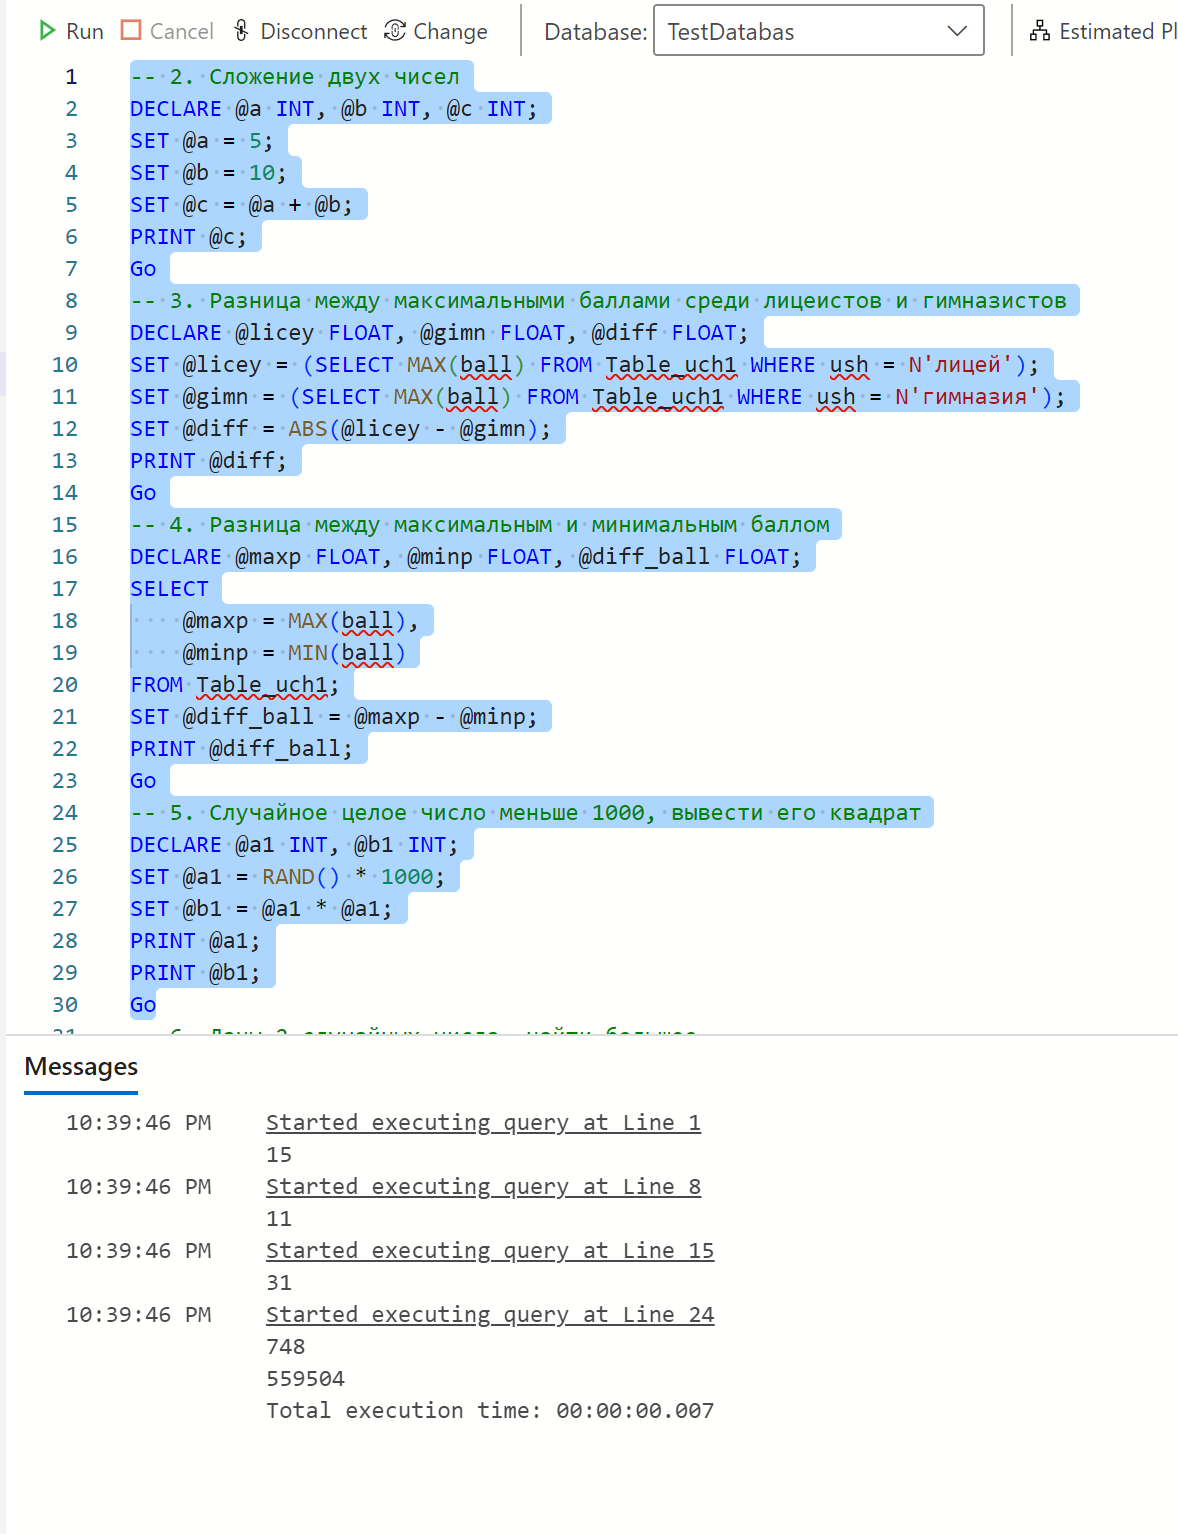 Run Cancel Disconnect Change Database: TestDatabas Estimated Pl
1 -- 2. Сложение двух чисел
2 DECLARE @a INT, @b INT, @c INT;
3 SET @a = 5;
4 SET @b = 10;
5 SET @c = @a + @b;
6 PRINT @c;
7 Go
8 -- 3. Разница между максимальными баллами среди лицеистов и гимназистов
9 DECLARE @licey FLOAT, @gimn FLOAT, @diff FLOAT;
10 SET @licey = (SELECT MAX(ball) FROM Table_uch1 WHERE ush = N'лицей');
11 SET @gimn = (SELECT MAX(ball) FROM Table_uch1 WHERE ush = N'гимназия');
12 SET @diff = ABS(@licey - @gimn);
13 PRINT @diff;
14 Go
15 -- 4. Разница между максимальным и минимальным баллом
16 DECLARE @maxp FLOAT, @minp FLOAT, @diff_ball FLOAT;
17 SELECT
18 @maxp = MAX(ball),
19 @minp = MIN(ball)
20 FROM Table_uch1;
21 SET @diff_ball = @maxp - @minp;
22 PRINT @diff_ball;
23 Go
24 -- 5. Случайное целое число меньше 1000, вывести его квадрат
25 DECLARE @a1 INT, @b1 INT;
26 SET @a1 = RAND() * 1000;
27 SET @b1 = @a1 * @a1;
28 PRINT @a1;
29 PRINT @b1;
30 Go
Messages
10:39:46 PM Started executing query at Line 1
15
10:39:46 PM Started executing query at Line 8
11
10:39:46 PM Started executing query at Line 15
31
10:39:46 PM Started executing query at Line 24
748
559504
Total execution time: 00:00:00.007